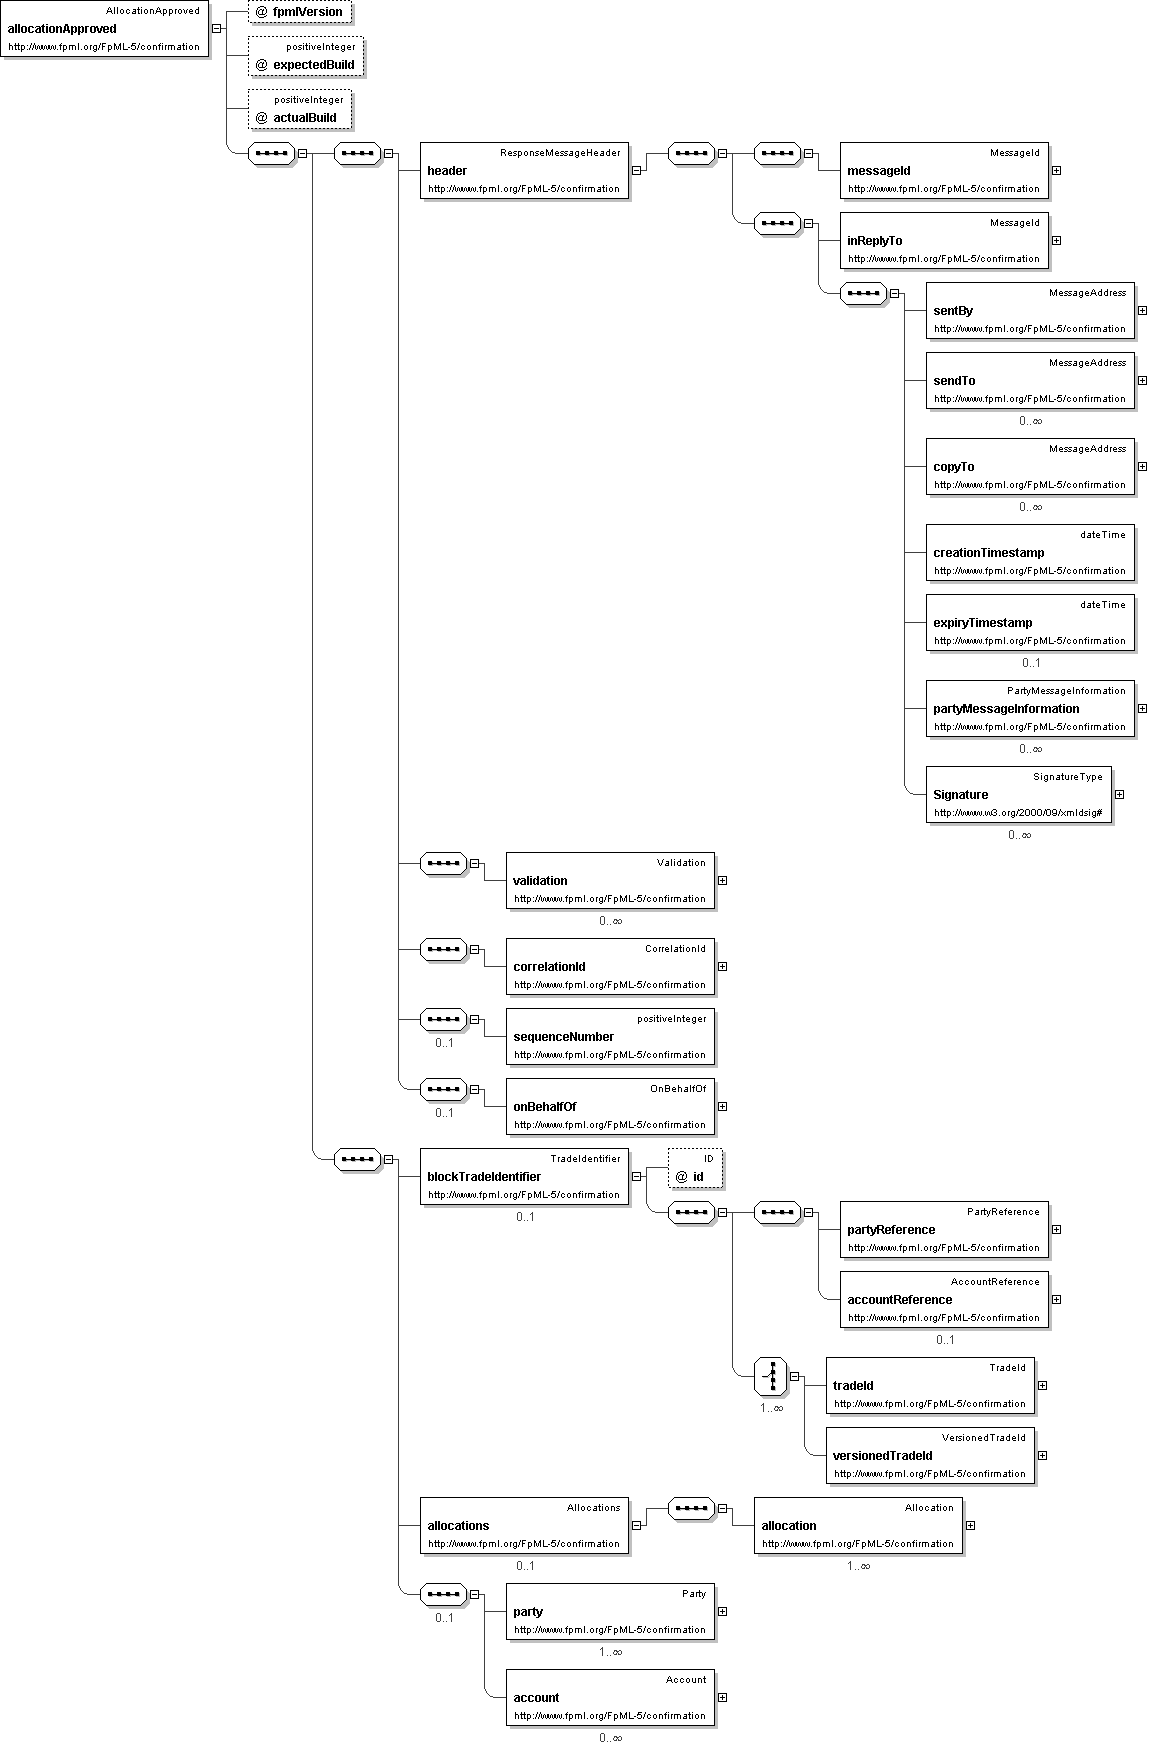 AllocationApproved
allocationApproved
http://www.fpml.org/FpML-5/confirmation
@ fpmlVersion
positiveInteger
@ expectedBuild
positiveInteger
@ actualBuild
ResponseMessageHeader
header
http://www.fpml.org/FpML-5/confirmation
MessageId
messageId
http://www.fpml.org/FpML-5/confirmation
MessageId
inReplyTo
http://www.fpml.org/FpML-5/confirmation
MessageAddress
sentBy
http://www.fpml.org/FpML-5/confirmation
MessageAddress
sendTo
http://www.fpml.org/FpML-5/confirmation
0..∞
MessageAddress
copyTo
http://www.fpml.org/FpML-5/confirmation
0..∞
dateTime
creationTimestamp
http://www.fpml.org/FpML-5/confirmation
dateTime
expiryTimestamp
http://www.fpml.org/FpML-5/confirmation
0..1
PartyMessageInformation
partyMessageInformation
http://www.fpml.org/FpML-5/confirmation
0..∞
SignatureType
Signature
http://www.w3.org/2000/09/xmldsig#
0..∞
Validation
validation
http://www.fpml.org/FpML-5/confirmation
0..∞
CorrelationId
correlationId
http://www.fpml.org/FpML-5/confirmation
positiveInteger
sequenceNumber
http://www.fpml.org/FpML-5/confirmation
0..1
OnBehalfOf
onBehalfOf
http://www.fpml.org/FpML-5/confirmation
0..1
TradeIdentifier
blockTradeIdentifier
http://www.fpml.org/FpML-5/confirmation
0..1
ID
@ id
PartyReference
partyReference
http://www.fpml.org/FpML-5/confirmation
AccountReference
accountReference
http://www.fpml.org/FpML-5/confirmation
0..1
1..∞
TradeId
tradeId
http://www.fpml.org/FpML-5/confirmation
VersionedTradeId
versionedTradeId
http://www.fpml.org/FpML-5/confirmation
Allocations
allocations
http://www.fpml.org/FpML-5/confirmation
0..1
Allocation
allocation
http://www.fpml.org/FpML-5/confirmation
1..∞
0..1
Party
party
http://www.fpml.org/FpML-5/confirmation
1..∞
Account
account
http://www.fpml.org/FpML-5/confirmation
0..∞